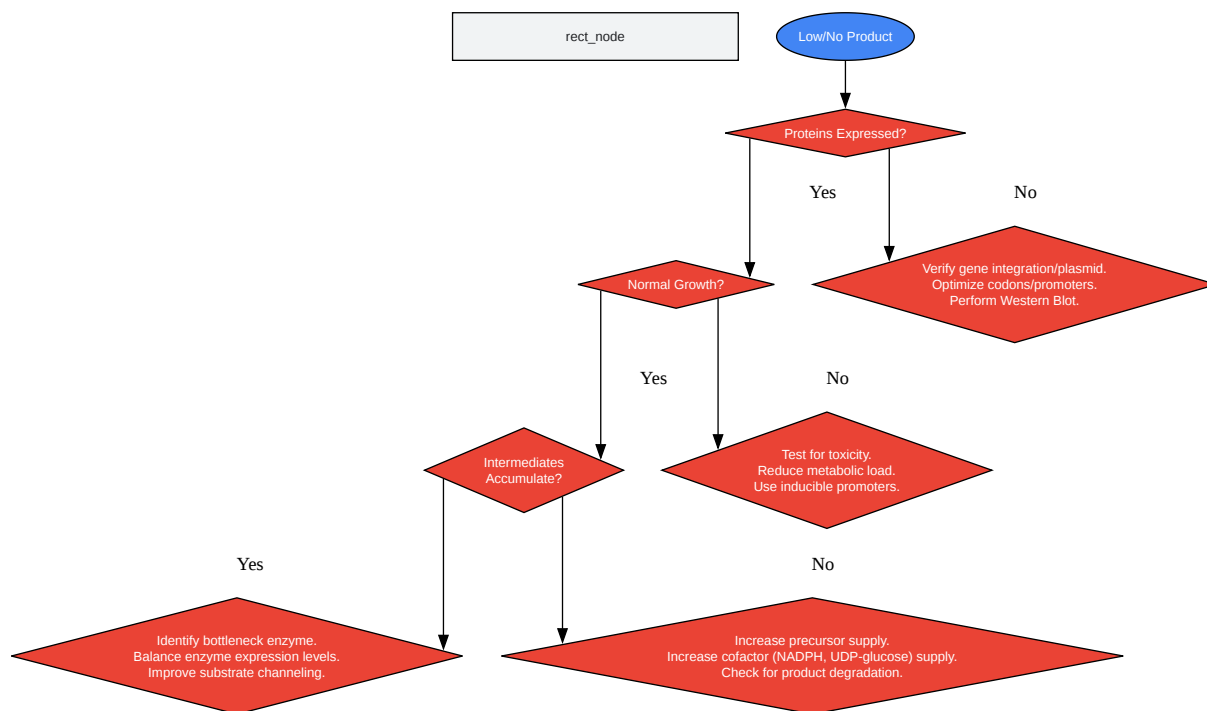 rect_node
Low/No Product
Proteins Expressed?
Yes
No
Verify gene integration/plasmid.
Optimize codons/promoters.
Perform Western Blot.
Normal Growth?
Yes
No
Intermediates
Accumulate?
Test for toxicity.
Reduce metabolic load.
Use inducible promoters.
Yes
No
Identify bottleneck enzyme.
Balance enzyme expression levels.
Improve substrate channeling.
Increase precursor supply.
Increase cofactor (NADPH, UDP-glucose) supply.
Check for product degradation.